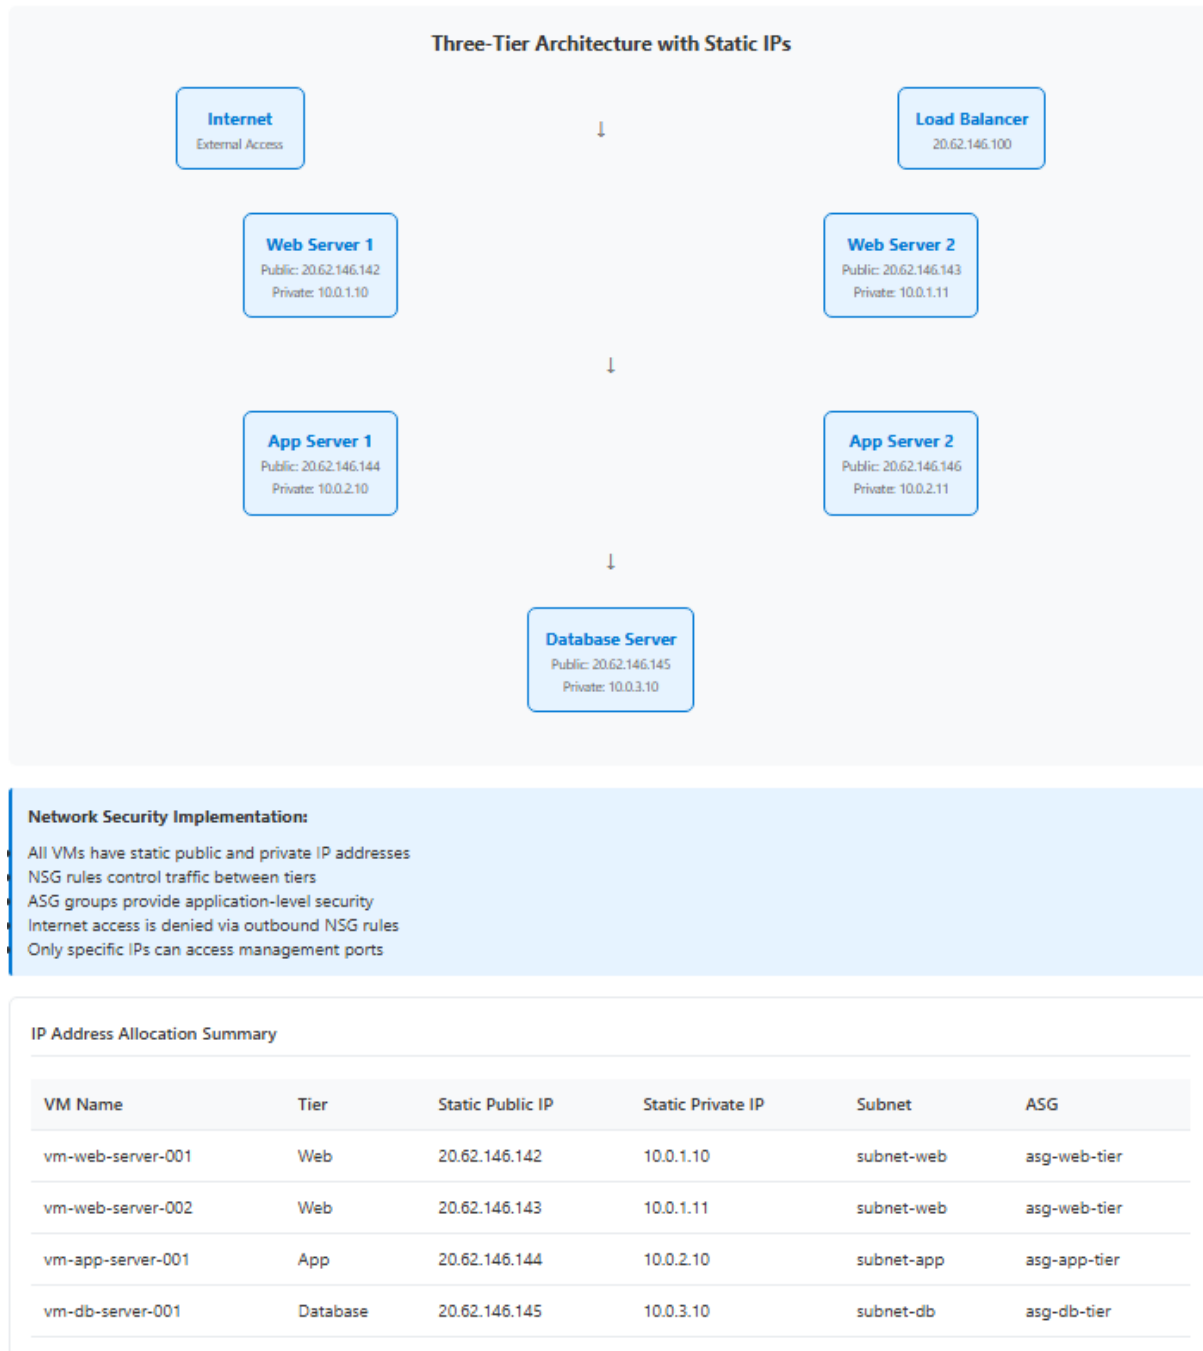 Three-Tier Architecture with Static IPs
Internet
External Access
↓
Load Balancer
20.62.146.100
Web Server 1
Public: 20.62.146.142
Private: 10.0.1.10
Web Server 2
Public: 20.62.146.143
Private: 10.0.1.11
↓
App Server 1
Public: 20.62.146.144
Private: 10.0.2.10
App Server 2
Public: 20.62.146.146
Private: 10.0.2.11
↓
Database Server
Public: 20.62.146.145
Private: 10.0.3.10
Network Security Implementation:
All VMs have static public and private IP addresses
NSG rules control traffic between tiers
ASG groups provide application-level security
Internet access is denied via outbound NSG rules
Only specific IPs can access management ports
IP Address Allocation Summary
VM Name Tier Static Public IP Static Private IP Subnet ASG
vm-web-server-001 Web 20.62.146.142 10.0.1.10 subnet-web asg-web-tier
vm-web-server-002 Web 20.62.146.143 10.0.1.11 subnet-web asg-web-tier
vm-app-server-001 App 20.62.146.144 10.0.2.10 subnet-app asg-app-tier
vm-db-server-001 Database 20.62.146.145 10.0.3.10 subnet-db asg-db-tier